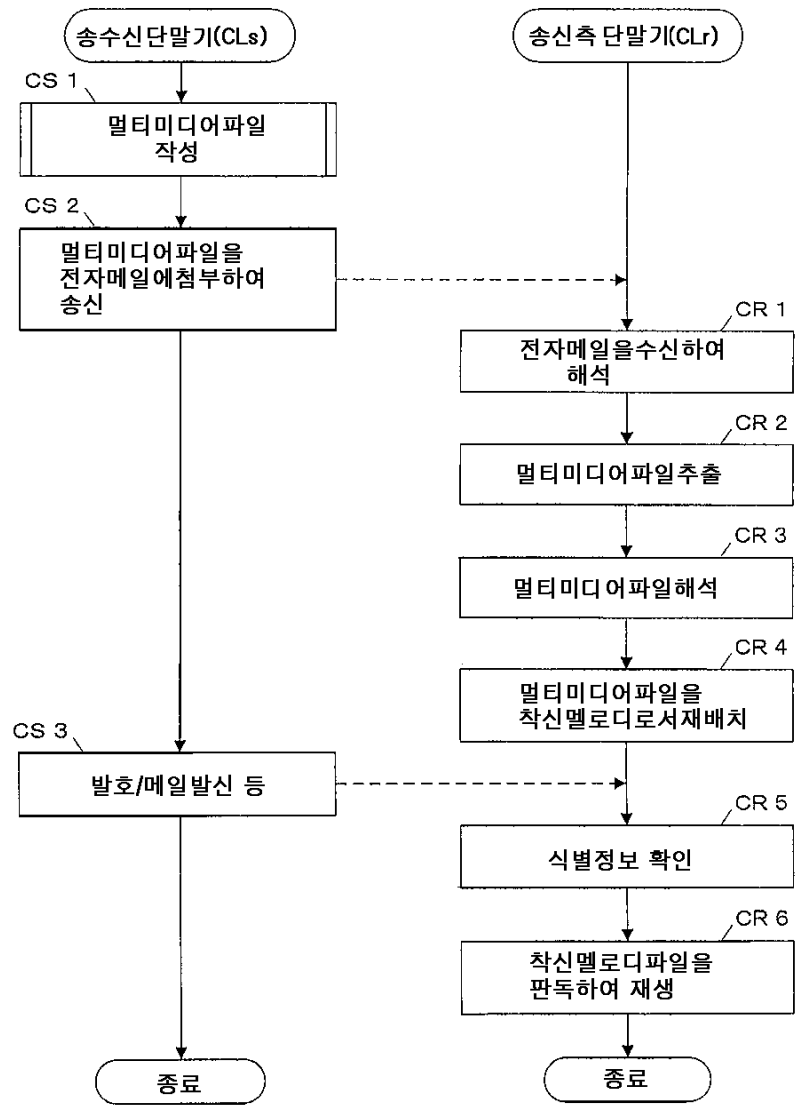 송수신단말기(CLs)
CS 1
멀티미디어파일
작성
CS 2
멀티미디어파일을
전자메일에첨부하여
송신
CS 3
발호/메일발신 등
종료
송신측 단말기(CLr)
CR 1
전자메일을수신하여
해석
CR 2
멀티미디어파일추출
CR 3
멀티미디어파일해석
CR 4
멀티미디어파일을
착신멜로디로서재배치
CR 5
식별정보 확인
CR 6
착신멜로디파일을
판독하여 재생
종료